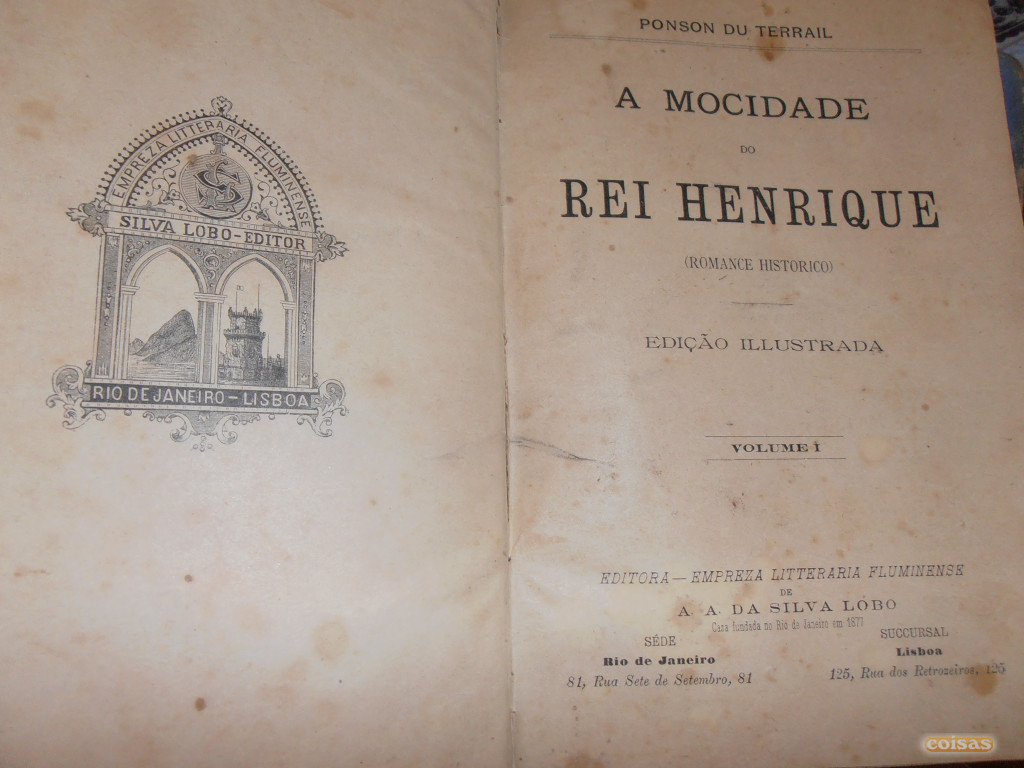 EMPREZA LITTERARIA FLUMINENSE
SILVA LOBO-EDITOR
RIO DE JANEIRO - LISBOA
PONSON DU TERRAIL
A MOCIDADE
DO
REI HENRIQUE
(ROMANCE HISTORICO)
EDIÇÃO ILLUSTRADA
VOLUME I
EDITORA — EMPREZA LITTERARIA FLUMINENSE
DE
A. A. DA SILVA LOBO
Casa fundada no Rio de Janeiro em 1877
SÉDE
Rio de Janeiro
81, Rua Sete de Setembro, 81
SUCCURSAL
Lisboa
125, Rua dos Retrozeiros, 125
coisas